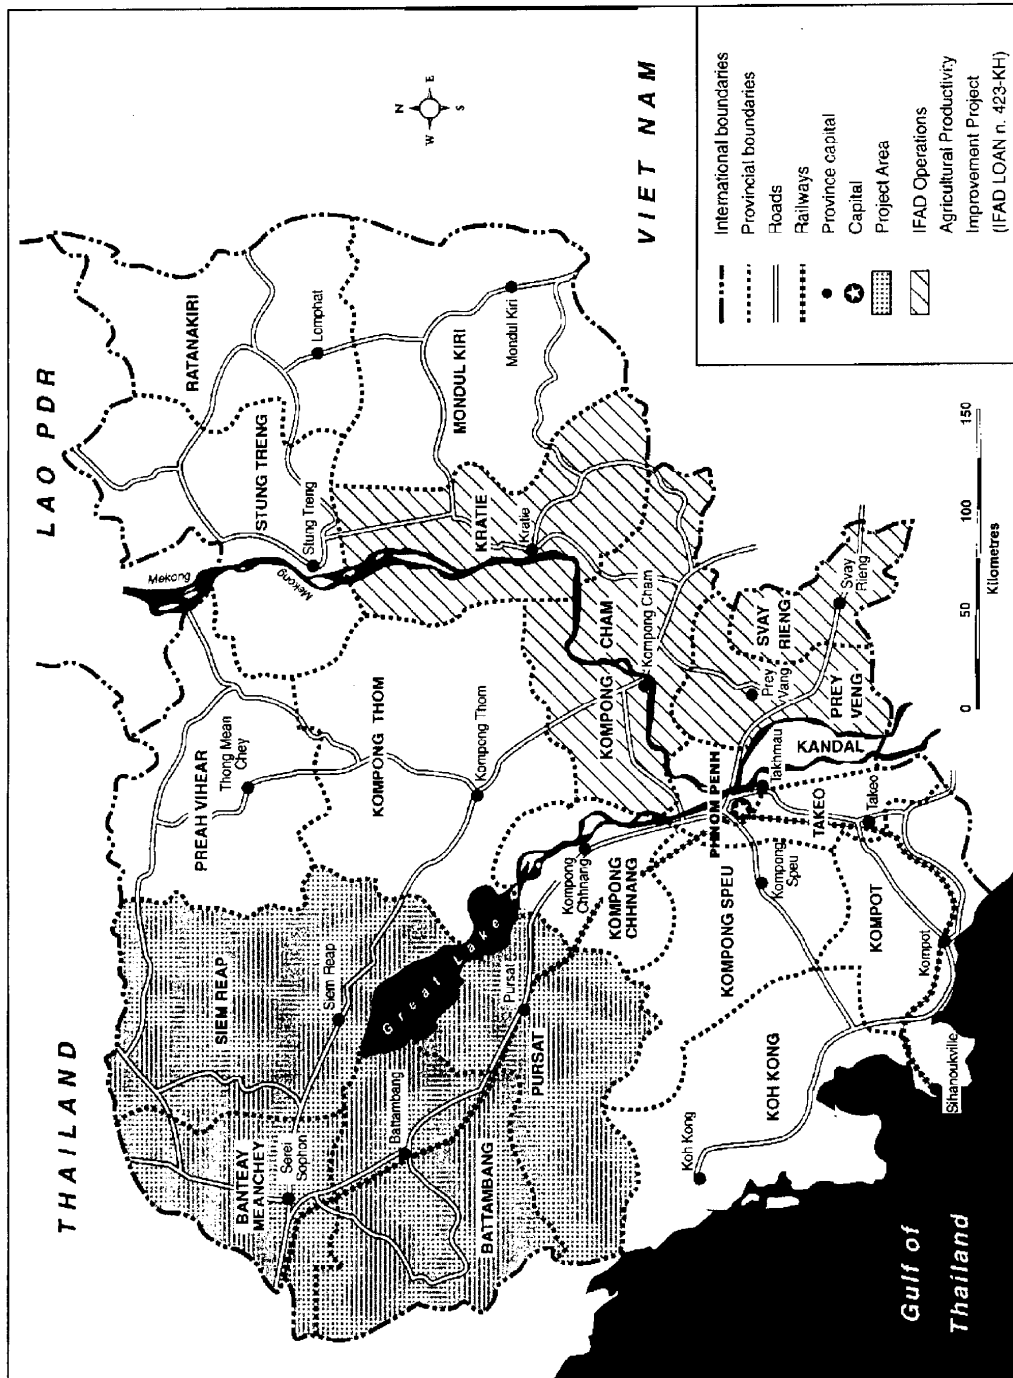 THAILAND
LAO PDR
VIET NAM
N
W
E
S
RATANAKIRI
Lomphat
STUNG TRENG
Stung Treng
MONDUL KIRI
Mondul Kiri
Mekong
Mekong
KRATIE
Kratie
PREAH VIHEAR
Thong Mean
Chey
KOMPONG THOM
Kompong Thom
SIEM REAP
Siem Reap
BANTEAY
MEANCHEY
Serei
Sophon
Battambang
BATTAMBANG
Great Lake
Pursat
PURSAT
Kompong
Chhnang
KOMPONG
CHHNANG
KOMPONG
CHAM
Kompong Cham
SVAY
RIENG
Svay
Rieng
Prey
Vang
PREY
VENG
KANDAL
PHNOM PENH
Takhmau
TAKEO
Takeo
KOMPONG SPEU
Kompong
Speu
KOMPOT
Kompot
KOH KONG
Koh Kong
Sihanoukville
Gulf of
Thailand
0
50
100
150
Kilometres
International boundaries
Provincial boundaries
Roads
Railways
Province capital
Capital
Project Area
IFAD Operations
Agricultural Productivity
Improvement Project
(IFAD LOAN n. 423-KH)